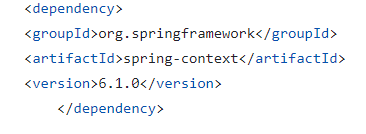 <dependency>
<groupId>org.springframework</groupId>
<artifactId>spring-context</artifactId>
<version>6.1.0</version>
</dependency>